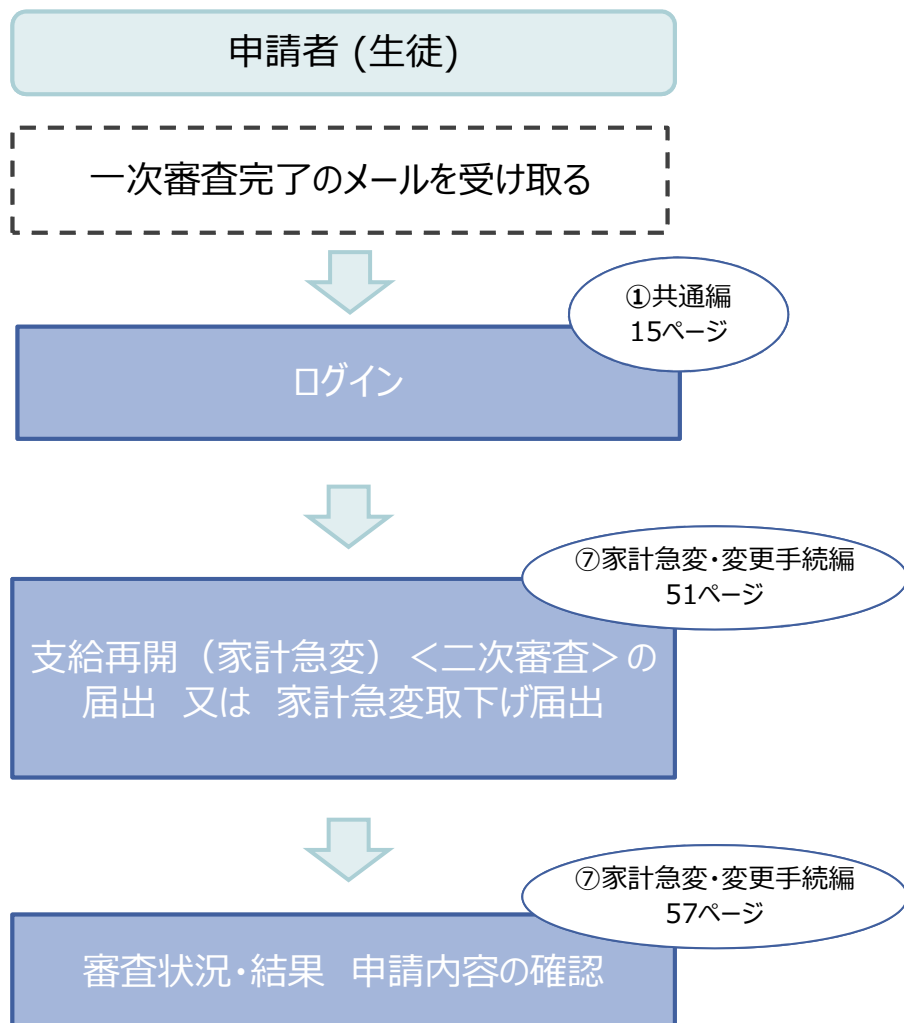 申請者 (生徒)
一次審査完了のメールを受け取る
①共通編
15ページ
ログイン
⑦家計急変・変更手続編
51ページ
支給再開（家計急変）＜二次審査＞の
届出　又は　家計急変取下げ届出
⑦家計急変・変更手続編
57ページ
審査状況・結果　申請内容の確認